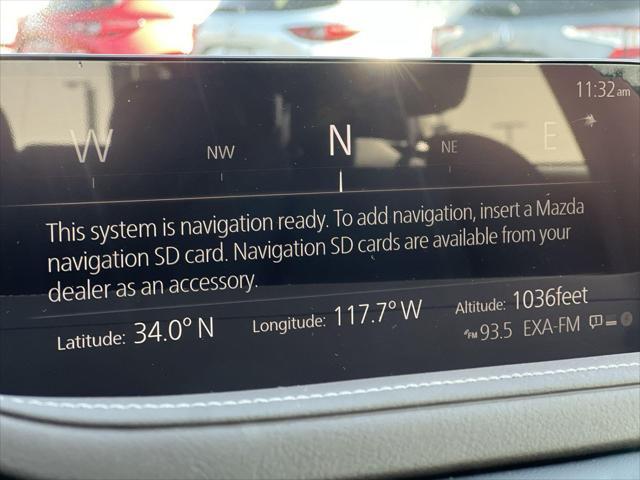 11:32am
W NW N NE E
This system is navigation ready. To add navigation, insert a Mazda
navigation SD card. Navigation SD cards are available from your
dealer as an accessory.
Latitude: 34.0° N Longitude: 117.7° W Altitude: 1036feet
FM 93.5 EXA-FM